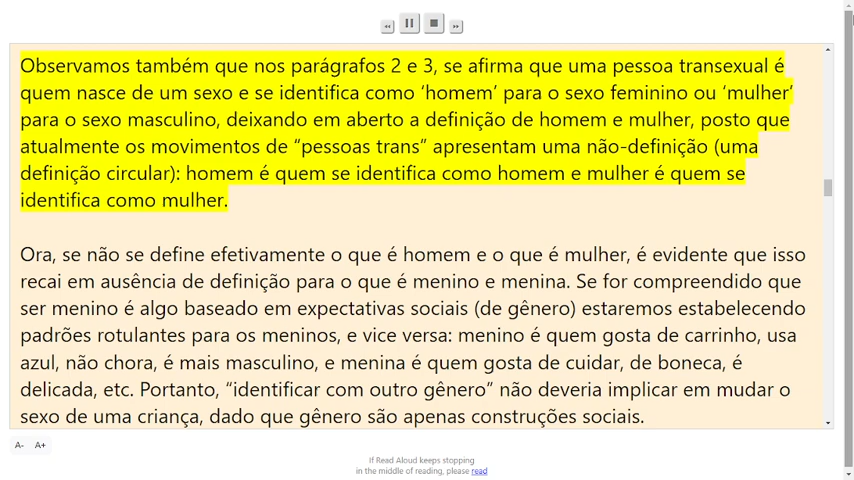 Observamos também que nos parágrafos 2 e 3, se afirma que uma pessoa transexual é
quem nasce de um sexo e se identifica como ‘homem’ para o sexo feminino ou ‘mulher’
para o sexo masculino, deixando em aberto a definição de homem e mulher, posto que
atualmente os movimentos de “pessoas trans” apresentam uma não-definição (uma
definição circular): homem é quem se identifica como homem e mulher é quem se
identifica como mulher.
Ora, se não se define efetivamente o que é homem e o que é mulher, é evidente que isso
recai em ausência de definição para o que é menino e menina. Se for compreendido que
ser menino é algo baseado em expectativas sociais (de gênero) estaremos estabelecendo
padrões rotulantes para os meninos, e vice versa: menino é quem gosta de carrinho, usa
azul, não chora, é mais masculino, e menina é quem gosta de cuidar, de boneca, é
delicada, etc. Portanto, “identificar com outro gênero” não deveria implicar em mudar o
sexo de uma criança, dado que gênero são apenas construções sociais.
A- A+
If Read Aloud keeps stopping
in the middle of reading, please read